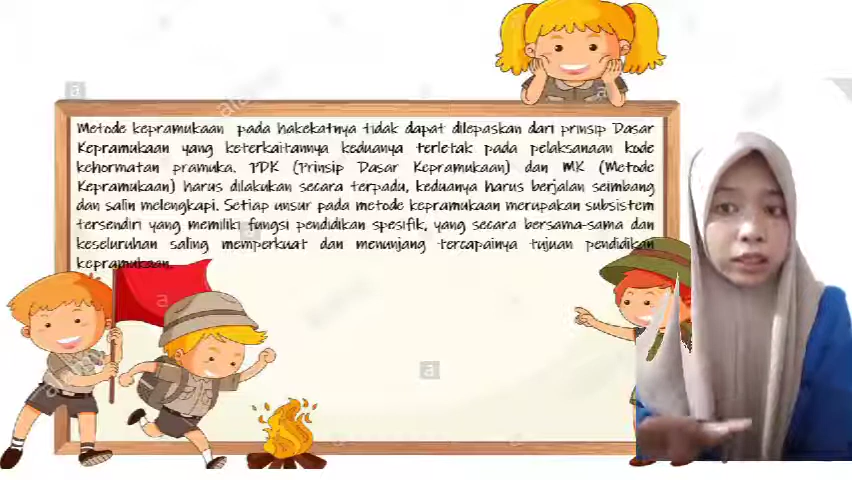 Metode kepramukaan pada hakekatnya tidak dapat dilepaskan dari prinsip Dasar
Kepramukaan yang keterkaitannya keduanya terletak pada pelaksanaan kode
kehormatan pramuka. PDK (Prinsip Dasar Kepramukaan) dan MK (Metode
Kepramukaan) harus dilakukan secara terpadu, keduanya harus berjalan seimbang
dan salin melengkapi. Setiap unsur pada metode kepramukaan merupakan subsistem
tersendiri yang memiliki fungsi pendidikan spesifik, yang secara bersama-sama dan
keseluruhan saling memperkuat dan menunjang tercapainya tujuan pendidikan
kepramukaan.